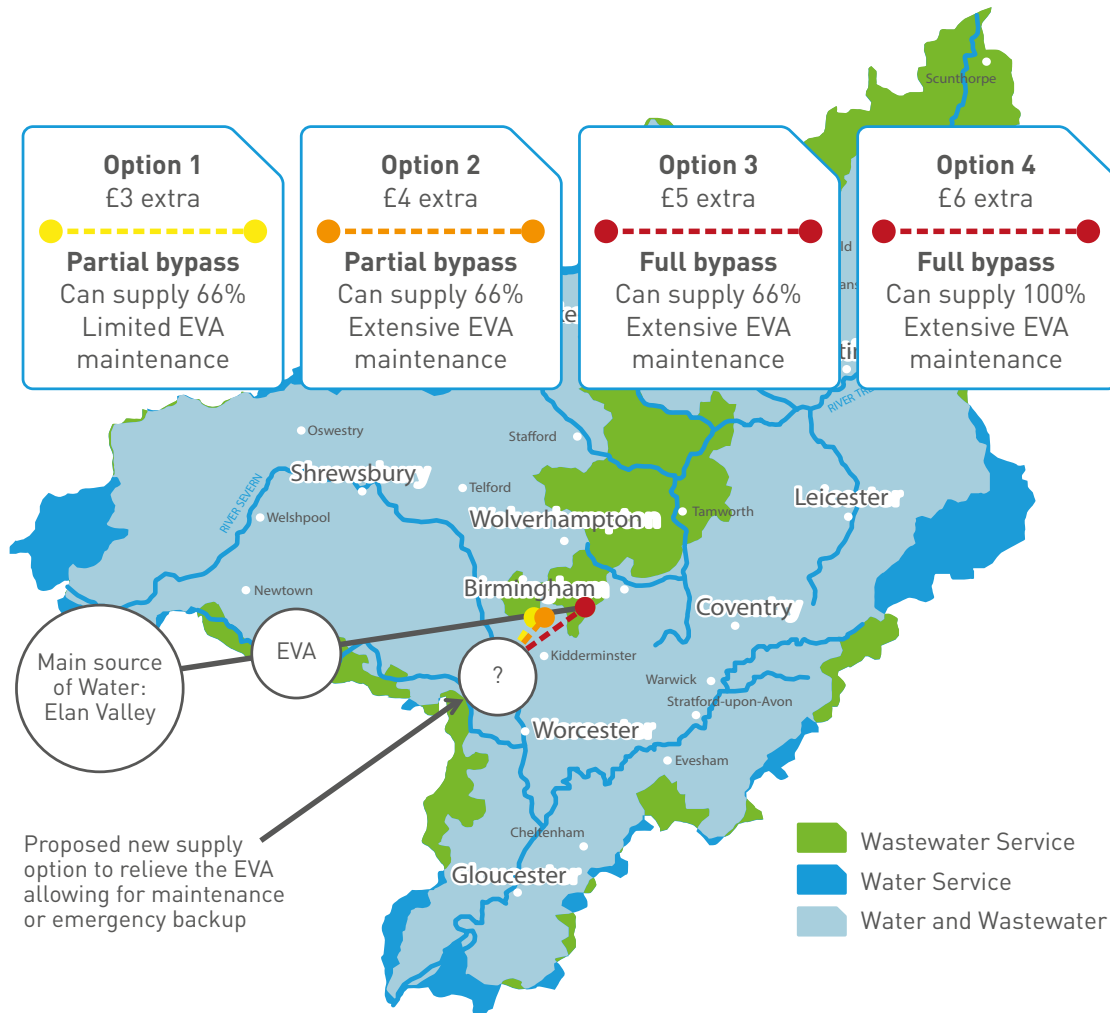 Scunthorpe
Option 1
£3 extra
Partial bypass
Can supply 66%
Limited EVA
maintenance
Option 2
£4 extra
Partial bypass
Can supply 66%
Extensive EVA
maintenance
Option 3
£5 extra
Full bypass
Can supply 66%
Extensive EVA
maintenance
Option 4
£6 extra
Full bypass
Can supply 100%
Extensive EVA
maintenance
RIVER SEVERN
Oswestry
Stafford
Shrewsbury
Telford
Leicester
Welshpool
Wolverhampton
Tamworth
Newtown
Birmingham
Coventry
Main source
of Water:
Elan Valley
EVA
?
Kidderminster
Warwick
Stratford-upon-Avon
Worcester
Evesham
Proposed new supply
option to relieve the EVA
allowing for maintenance
or emergency backup
Cheltenham
Gloucester
Wastewater Service
Water Service
Water and Wastewater